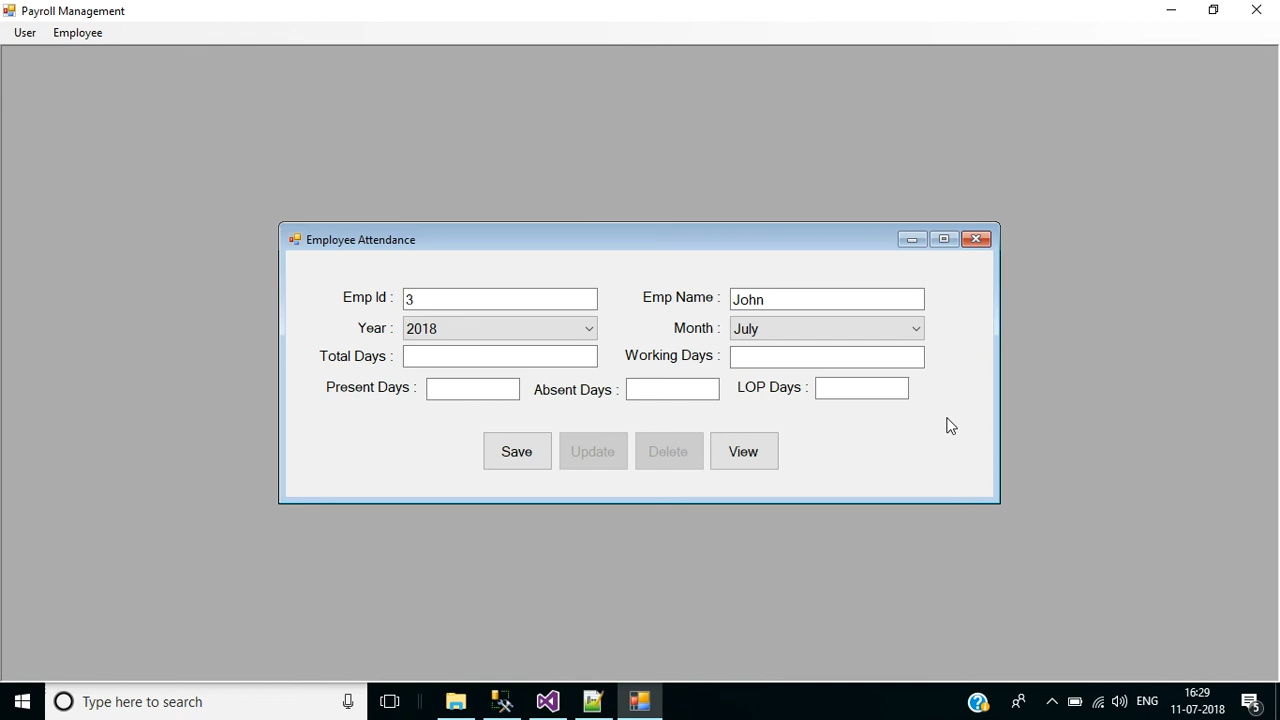 Payroll Management
User Employee
Employee Attendance
Emp Id : 3 Emp Name : John
Year : 2018 Month : July
Total Days : Working Days :
Present Days : Absent Days : LOP Days :
Save Update Delete View
Type here to search ENG 16:29
11-07-2018 5